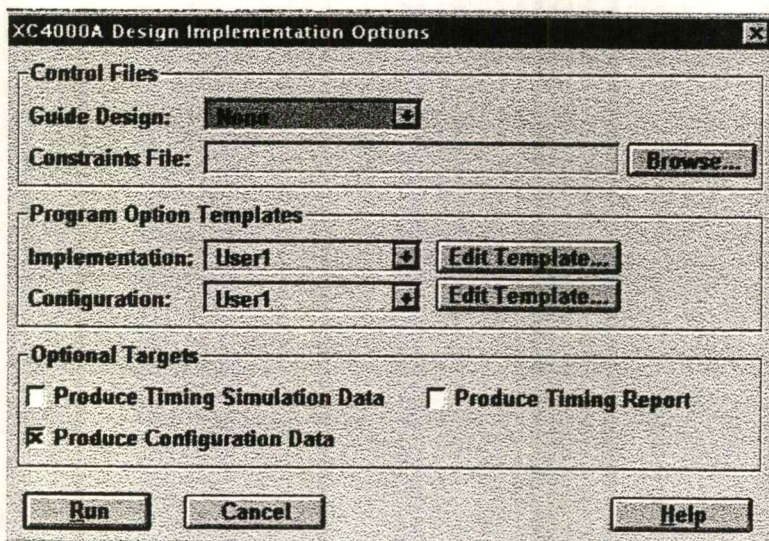 XC4000A Design Implementation Options
Control Files
Guide Design: None
Constraints File: Browse...
Program Option Templates
Implementation: User1 Edit Template...
Configuration: User1 Edit Template...
Optional Targets
Produce Timing Simulation Data Produce Timing Report
Produce Configuration Data
Run Cancel Help